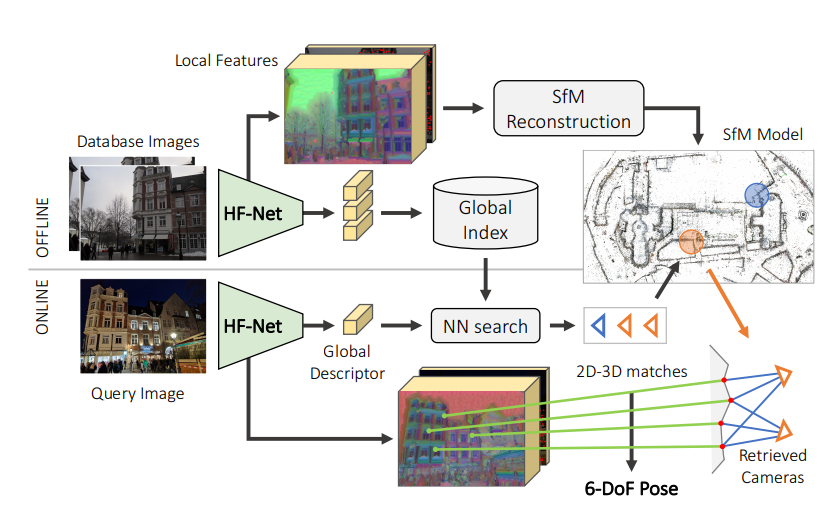 Local Features
SfM
Reconstruction
SfM Model
Database Images
OFFLINE
HF-Net
Global
Index
ONLINE
HF-Net
NN search
Global
Descriptor
Query Image
2D-3D matches
Retrieved
Cameras
6-DoF Pose